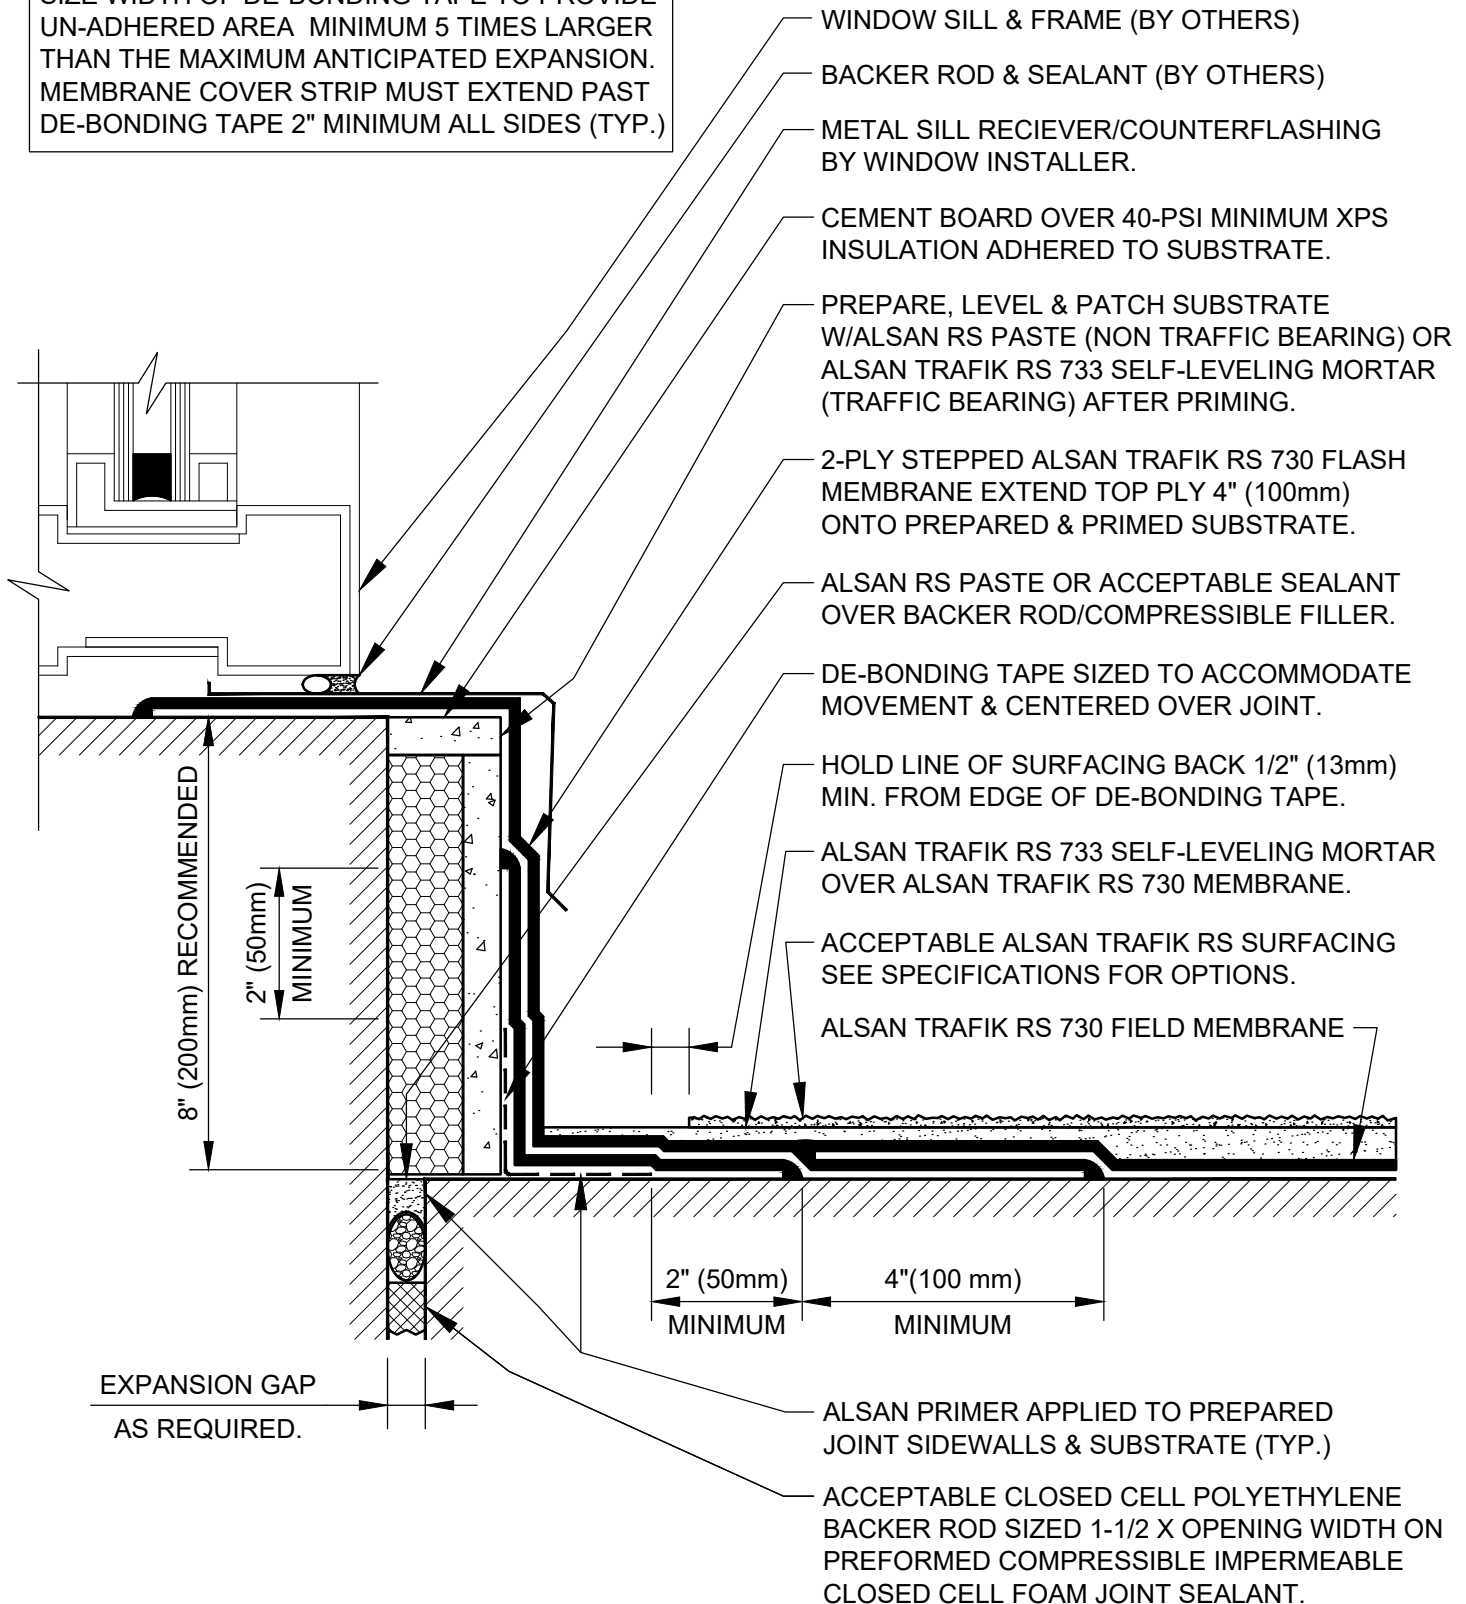 SIZE WIDTH OF DE-BONDING TAPE TO PROVIDE
UN-ADHERED AREA MINIMUM 5 TIMES LARGER
THAN THE MAXIMUM ANTICIPATED EXPANSION.
MEMBRANE COVER STRIP MUST EXTEND PAST
DE-BONDING TAPE 2" MINIMUM ALL SIDES (TYP.)
WINDOW SILL & FRAME (BY OTHERS)
BACKER ROD & SEALANT (BY OTHERS)
METAL SILL RECIEVER/COUNTERFLASHING
BY WINDOW INSTALLER.
CEMENT BOARD OVER 40-PSI MINIMUM XPS
INSULATION ADHERED TO SUBSTRATE.
PREPARE, LEVEL & PATCH SUBSTRATE
W/ALSAN RS PASTE (NON TRAFFIC BEARING) OR
ALSAN TRAFIK RS 733 SELF-LEVELING MORTAR
(TRAFFIC BEARING) AFTER PRIMING.
2-PLY STEPPED ALSAN TRAFIK RS 730 FLASH
MEMBRANE EXTEND TOP PLY 4" (100mm)
ONTO PREPARED & PRIMED SUBSTRATE.
ALSAN RS PASTE OR ACCEPTABLE SEALANT
OVER BACKER ROD/COMPRESSIBLE FILLER.
DE-BONDING TAPE SIZED TO ACCOMMODATE
MOVEMENT & CENTERED OVER JOINT.
HOLD LINE OF SURFACING BACK 1/2" (13mm)
MIN. FROM EDGE OF DE-BONDING TAPE.
ALSAN TRAFIK RS 733 SELF-LEVELING MORTAR
OVER ALSAN TRAFIK RS 730 MEMBRANE.
ACCEPTABLE ALSAN TRAFIK RS SURFACING
SEE SPECIFICATIONS FOR OPTIONS.
ALSAN TRAFIK RS 730 FIELD MEMBRANE
8" (200mm) RECOMMENDED
2" (50mm)
MINIMUM
2" (50mm)
MINIMUM
4"(100 mm)
MINIMUM
EXPANSION GAP
AS REQUIRED.
ALSAN PRIMER APPLIED TO PREPARED
JOINT SIDEWALLS & SUBSTRATE (TYP.)
ACCEPTABLE CLOSED CELL POLYETHYLENE
BACKER ROD SIZED 1-1/2 X OPENING WIDTH ON
PREFORMED COMPRESSIBLE IMPERMEABLE
CLOSED CELL FOAM JOINT SEALANT.